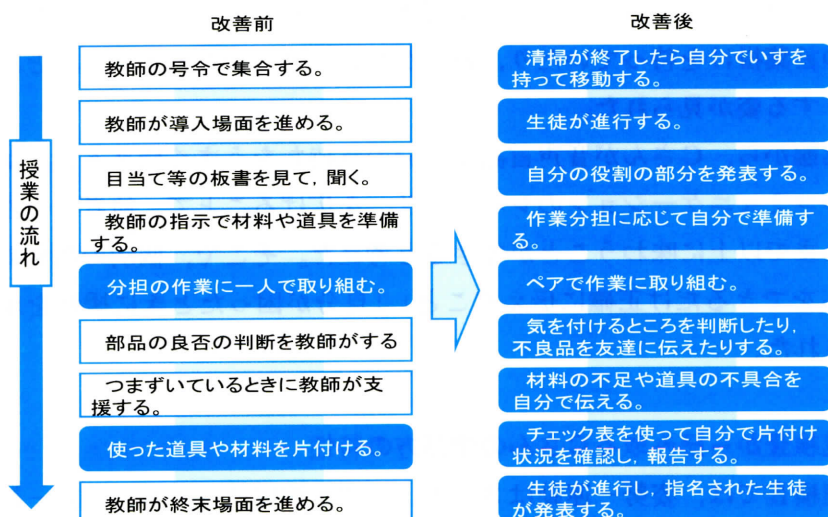 改善前
教師の号令で集合する。
教師が導入場面を進める。
目当て等の板書を見て，聞く。
教師の指示で材料や道具を準備
する。
分担の作業に一人で取り組む。
部品の良否の判断を教師がする
つまずいているときに教師が支
援する。
使った道具や材料を片付ける。
教師が終末場面を進める。
授業の流れ
改善後
清掃が終了したら自分でいすを
持って移動する。
生徒が進行する。
自分の役割の部分を発表する。
作業分担に応じて自分で準備す
る。
ペアで作業に取り組む。
気を付けるところを判断したり，
不良品を友達に伝えたりする。
材料の不足や道具の不具合を
自分で伝える。
チェック表を使って自分で片付け
状況を確認し，報告する。
生徒が進行し，指名された生徒
が発表する。